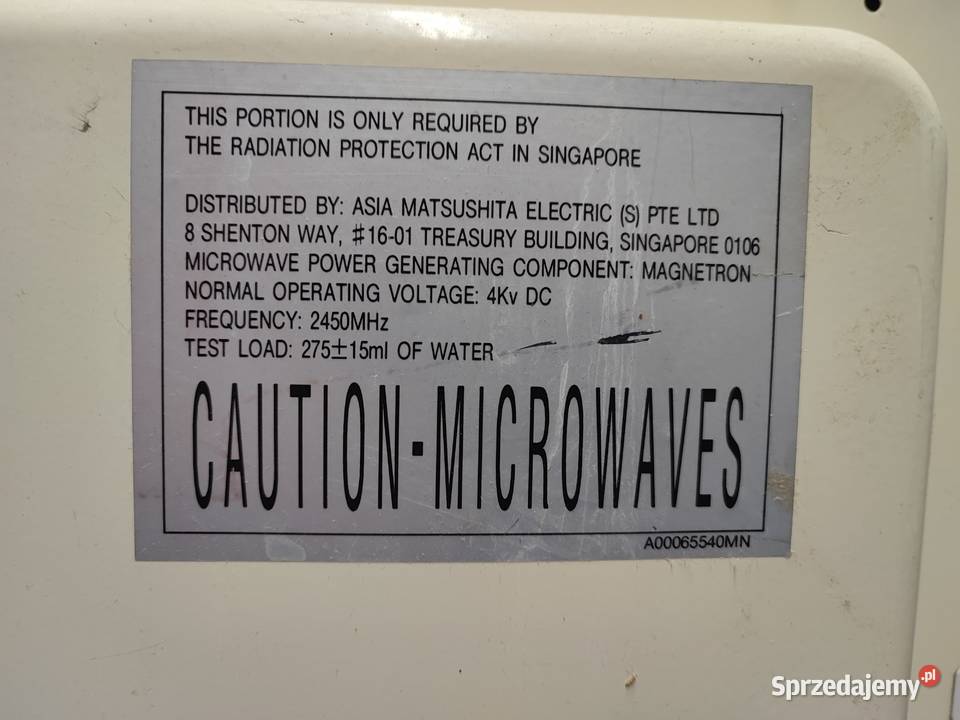 THIS PORTION IS ONLY REQUIRED BY
THE RADIATION PROTECTION ACT IN SINGAPORE
DISTRIBUTED BY: ASIA MATSUSHITA ELECTRIC (S) PTE LTD
8 SHENTON WAY, #16-01 TREASURY BUILDING, SINGAPORE 0106
MICROWAVE POWER GENERATING COMPONENT: MAGNETRON
NORMAL OPERATING VOLTAGE: 4Kv DC
FREQUENCY: 2450MHz
TEST LOAD: 275±15ml OF WATER
CAUTION-MICROWAVES
A00065540MN
Sprzedajemy.pl